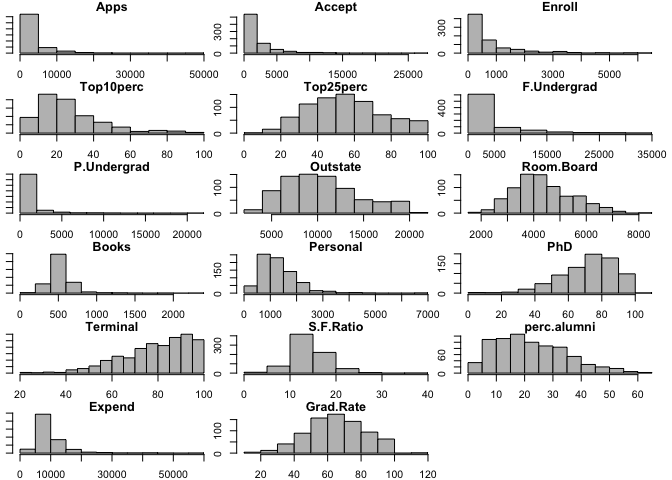 Apps Accept Enroll
300
0
400
0
0 10000 30000 50000 0 5000 15000 25000 0 1000 3000 5000
Top10perc Top25perc F.Undergrad
100
0
600
0
0 20 40 60 80 100 0 20 40 60 80 100 0 5000 15000 25000 35000
P.Undergrad Outstate Room.Board
100
0
150
0
0 5000 10000 15000 20000 5000 10000 15000 20000 2000 4000 6000 8000
Books Personal PhD
150
0
150
0
0 500 1000 1500 2000 0 1000 3000 5000 7000 0 20 40 60 80 100
Terminal S.F.Ratio perc.alumni
300
0
60
0
20 40 60 80 100 0 10 20 30 40 0 10 20 30 40 50 60
Expend Grad.Rate
100
0
0 10000 30000 50000 20 40 60 80 100 120